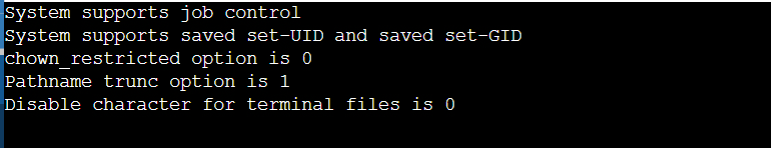 System supports job control
System supports saved set-UID and saved set-GID
chown_restricted option is 0
Pathname trunc option is 1
Disable character for terminal files is 0